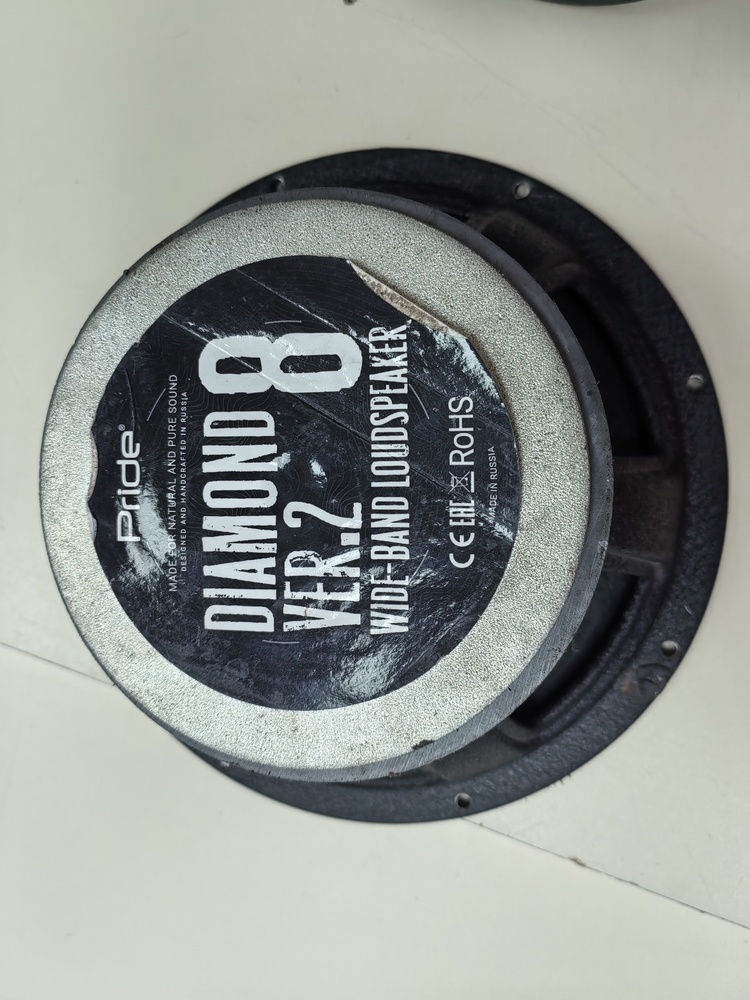 Pride®
MADE FOR NATURAL AND PURE SOUND
DESIGNED AND HANDCRAFTED IN RUSSIA
DIAMOND 8
VER.2
WIDE-BAND LOUDSPEAKER
CE EAC RoHS
MADE IN RUSSIA